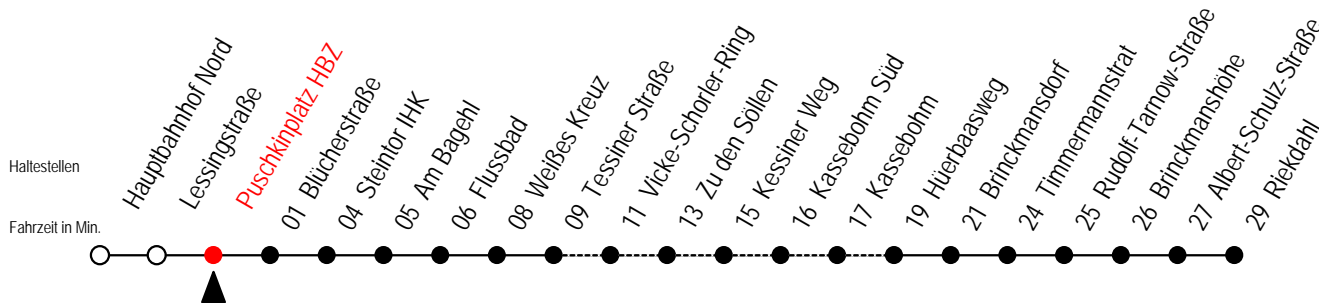 Haltestellen
Fahrzeit in Min.
Hauptbahnhof Nord
Lessingstraße
Puschkinplatz HBZ
01 Blücherstraße
04 Steintor IHK
05 Am Bagehl
06 Flussbad
08 Weißes Kreuz
09 Tessiner Straße
11 Vicke-Schorler-Ring
13 Zu den Söllen
15 Kessiner Weg
16 Kassebohm Süd
17 Kassebohm
19 Hüerbaasweg
21 Brinckmansdorf
24 Timmermannstrat
25 Rudolf-Tarnow-Straße
26 Brinckmanshöhe
27 Albert-Schulz-Straße
29 Riekdahl